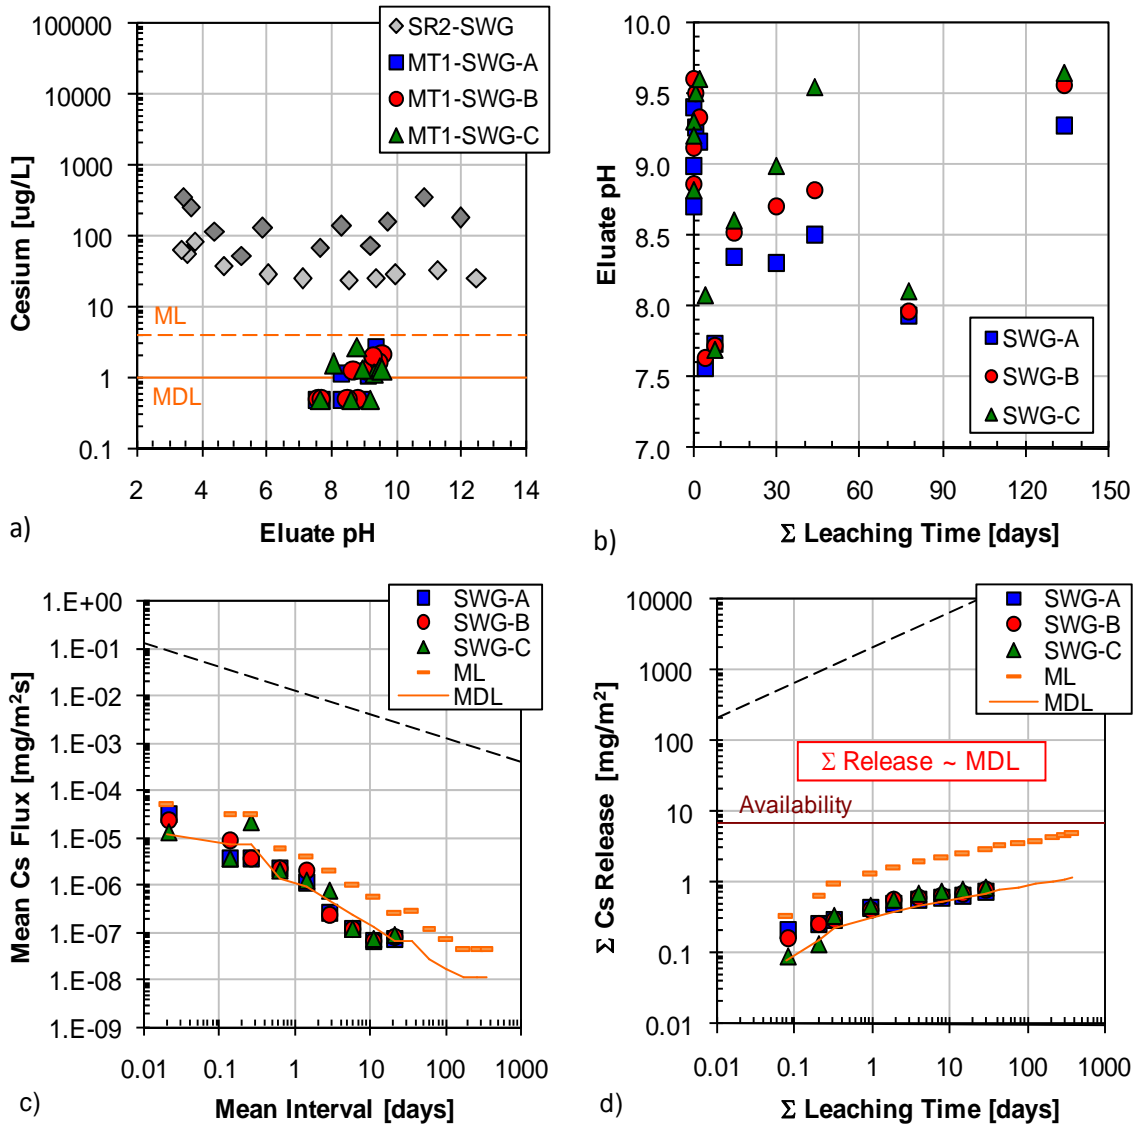 100000
10000
1000
100
10
1
0.1
Cesium [ug/L]
SR2-SWG
MT1-SWG-A
MT1-SWG-B
MT1-SWG-C
ML
MDL
2 4 6 8 10 12 14
Eluate pH
a)
10.0
9.5
9.0
8.5
8.0
7.5
7.0
Eluate pH
SWG-A
SWG-B
SWG-C
0 30 60 90 120 150
Σ Leaching Time [days]
b)
1.E+00
1.E-01
1.E-02
1.E-03
1.E-04
1.E-05
1.E-06
1.E-07
1.E-08
1.E-09
Mean Cs Flux [mg/m²s]
SWG-A
SWG-B
SWG-C
ML
MDL
0.01 0.1 1 10 100 1000
Mean Interval [days]
c)
10000
1000
100
10
1
0.1
0.01
Σ Cs Release [mg/m²]
SWG-A
SWG-B
SWG-C
ML
MDL
Σ Release ~ MDL
Availability
0.01 0.1 1 10 100 1000
Σ Leaching Time [days]
d)